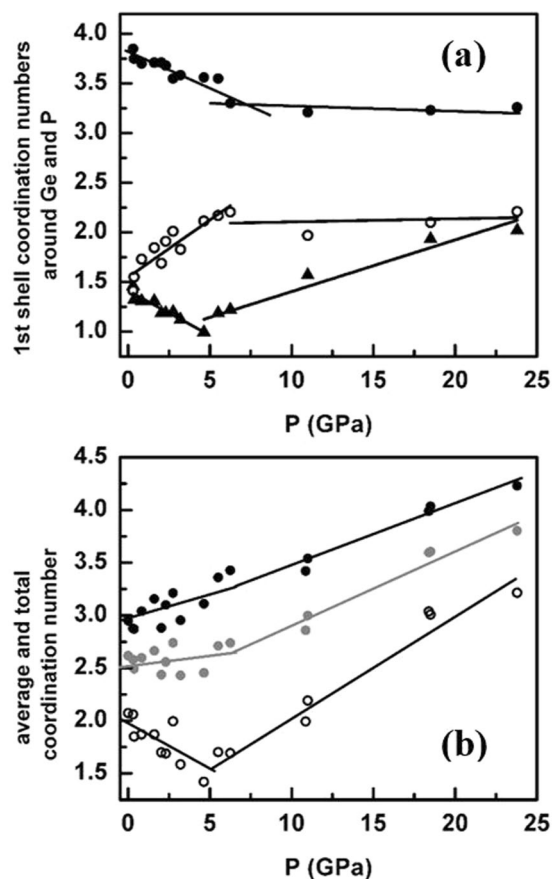 (a)
1st shell coordination numbers
around Ge and P
4.0
3.5
3.0
2.5
2.0
1.5
1.0
0 5 10 15 20 25
P (GPa)
average and total
coordination number
4.5
4.0
3.5
3.0
2.5
2.0
1.5
(b)
0 5 10 15 20 25
P (GPa)